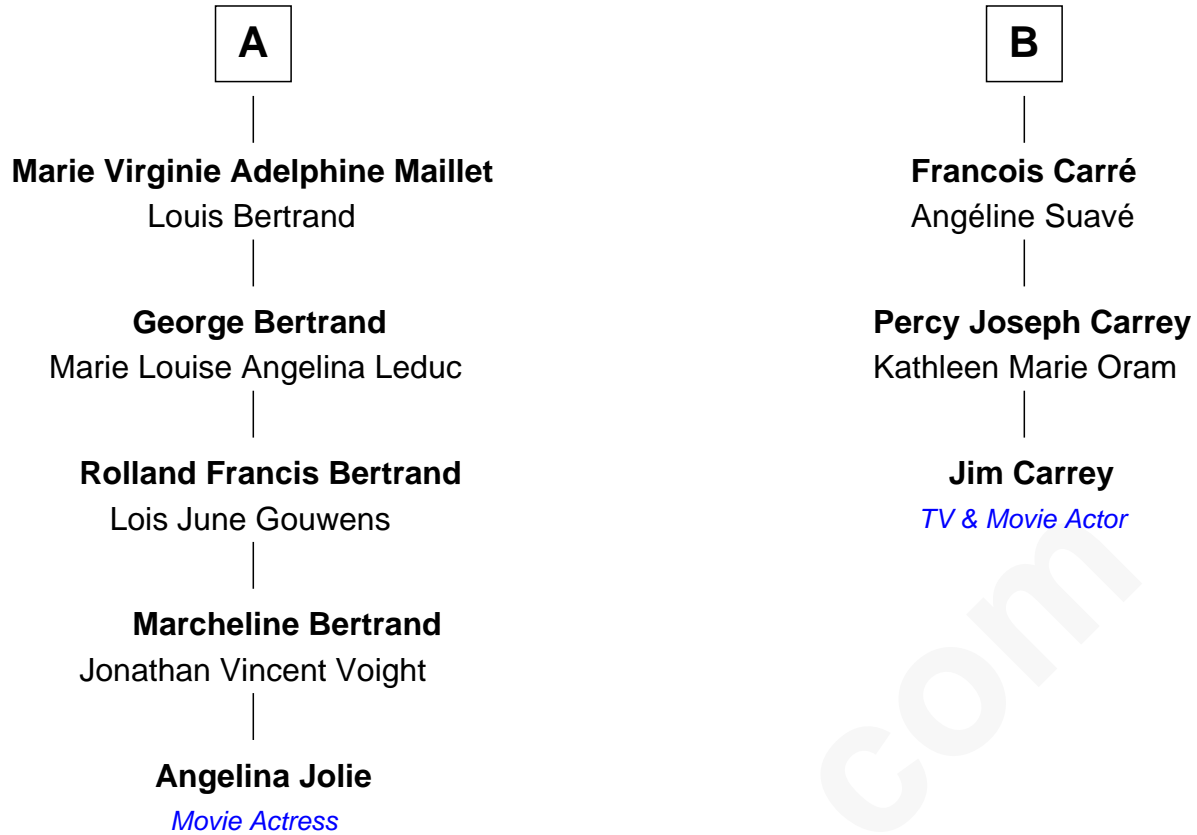 A
Marie Virginie Adelphine Maillet
Louis Bertrand
George Bertrand
Marie Louise Angelina Leduc
Rolland Francis Bertrand
Lois June Gouwens
Marcheline Bertrand
Jonathan Vincent Voight
Angelina Jolie
Movie Actress
B
Francois Carré
Angéline Suavé
Percy Joseph Carrey
Kathleen Marie Oram
Jim Carrey
TV & Movie Actor
com